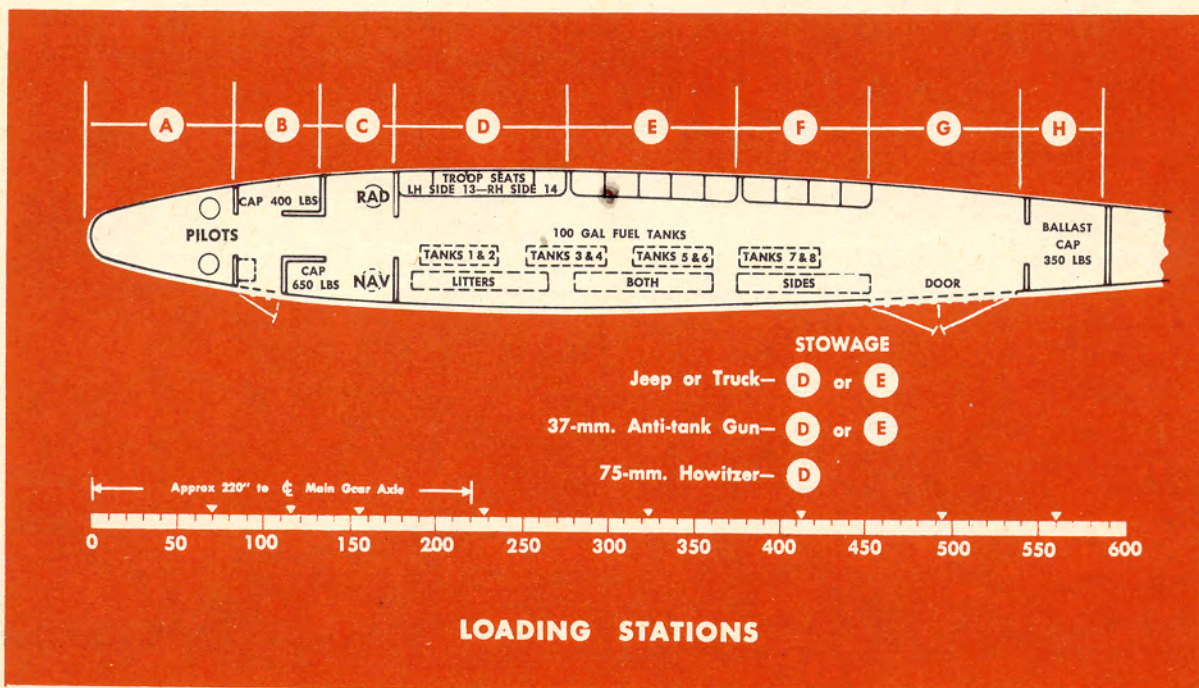 A B C D E F G H
TROOP SEATS
LH SIDE 13—RH SIDE 14
CAP 400 LBS
RAD
PILOTS
100 GAL FUEL TANKS
BALLAST
CAP
350 LBS
TANKS 1 & 2 TANKS 3 & 4 TANKS 5 & 6 TANKS 7 & 8
CAP
650 LBS
NAV
LITTERS BOTH SIDES
DOOR
STOWAGE
Jeep or Truck— D or E
37-mm. Anti-tank Gun— D or E
75-mm. Howitzer— D
Approx 220" to ℄ Main Gear Axle
0 50 100 150 200 250 300 350 400 450 500 550 600
LOADING STATIONS